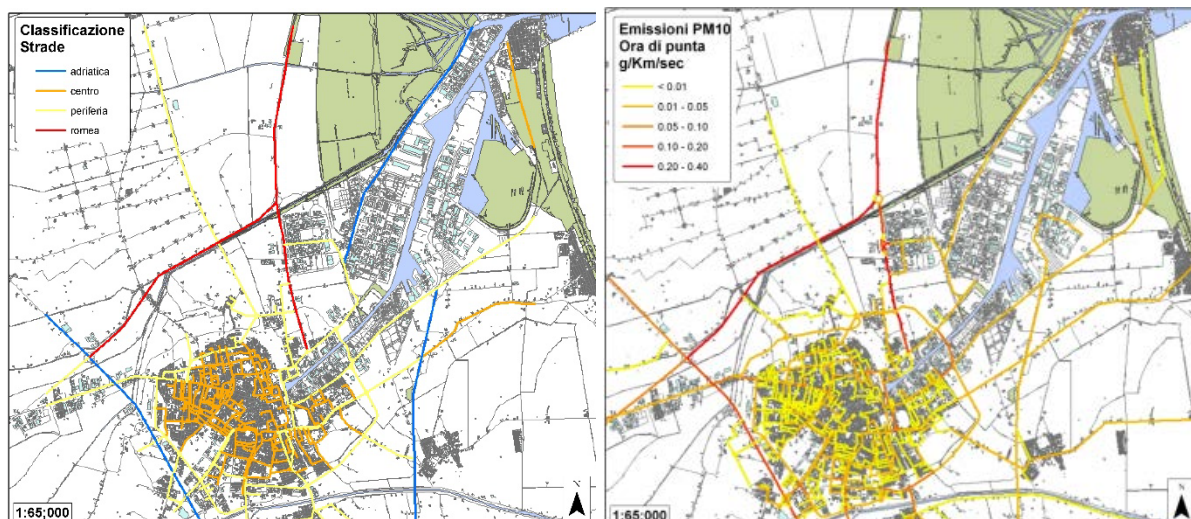 Classificazione
Strade
adriatica
centro
periferia
romea
1:65;000
Emissioni PM10
Ora di punta
g/Km/sec
< 0.01
0.01 - 0.05
0.05 - 0.10
0.10 - 0.20
0.20 - 0.40
N
1:65;000